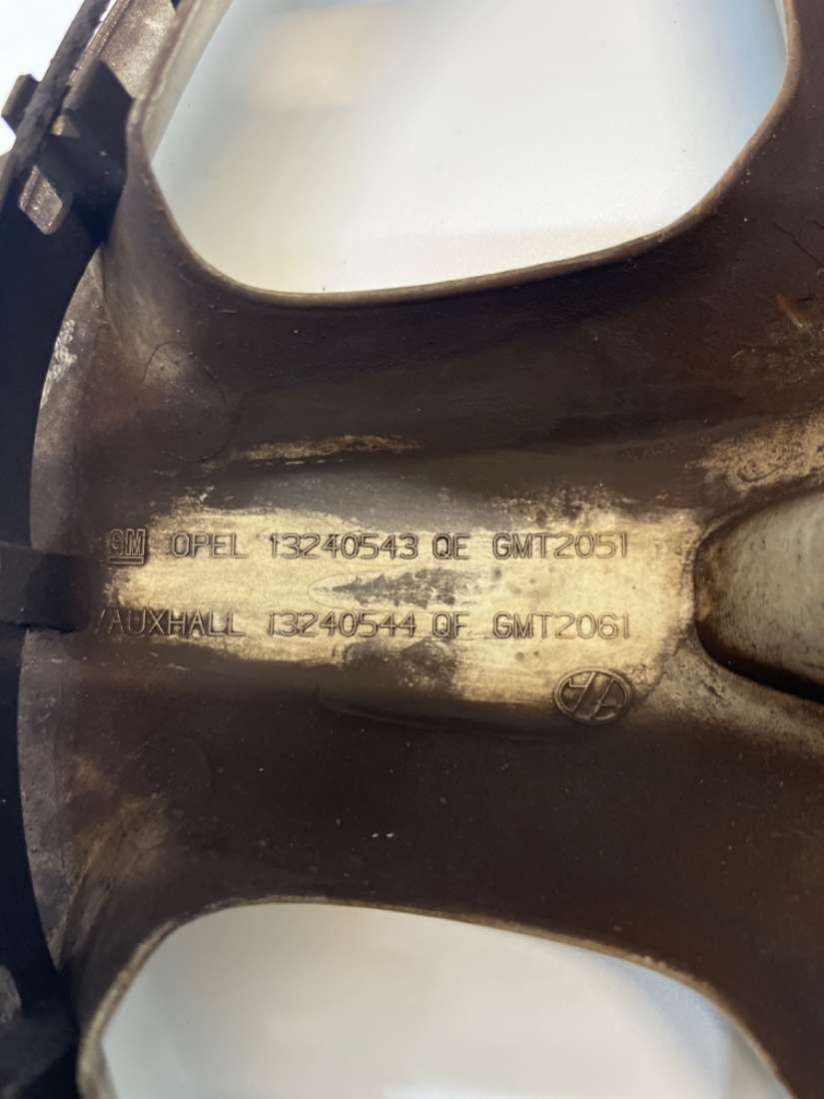 GM OPEL 13240543 QE GMT2051
VAUXHALL 13240544 QF GMT2061